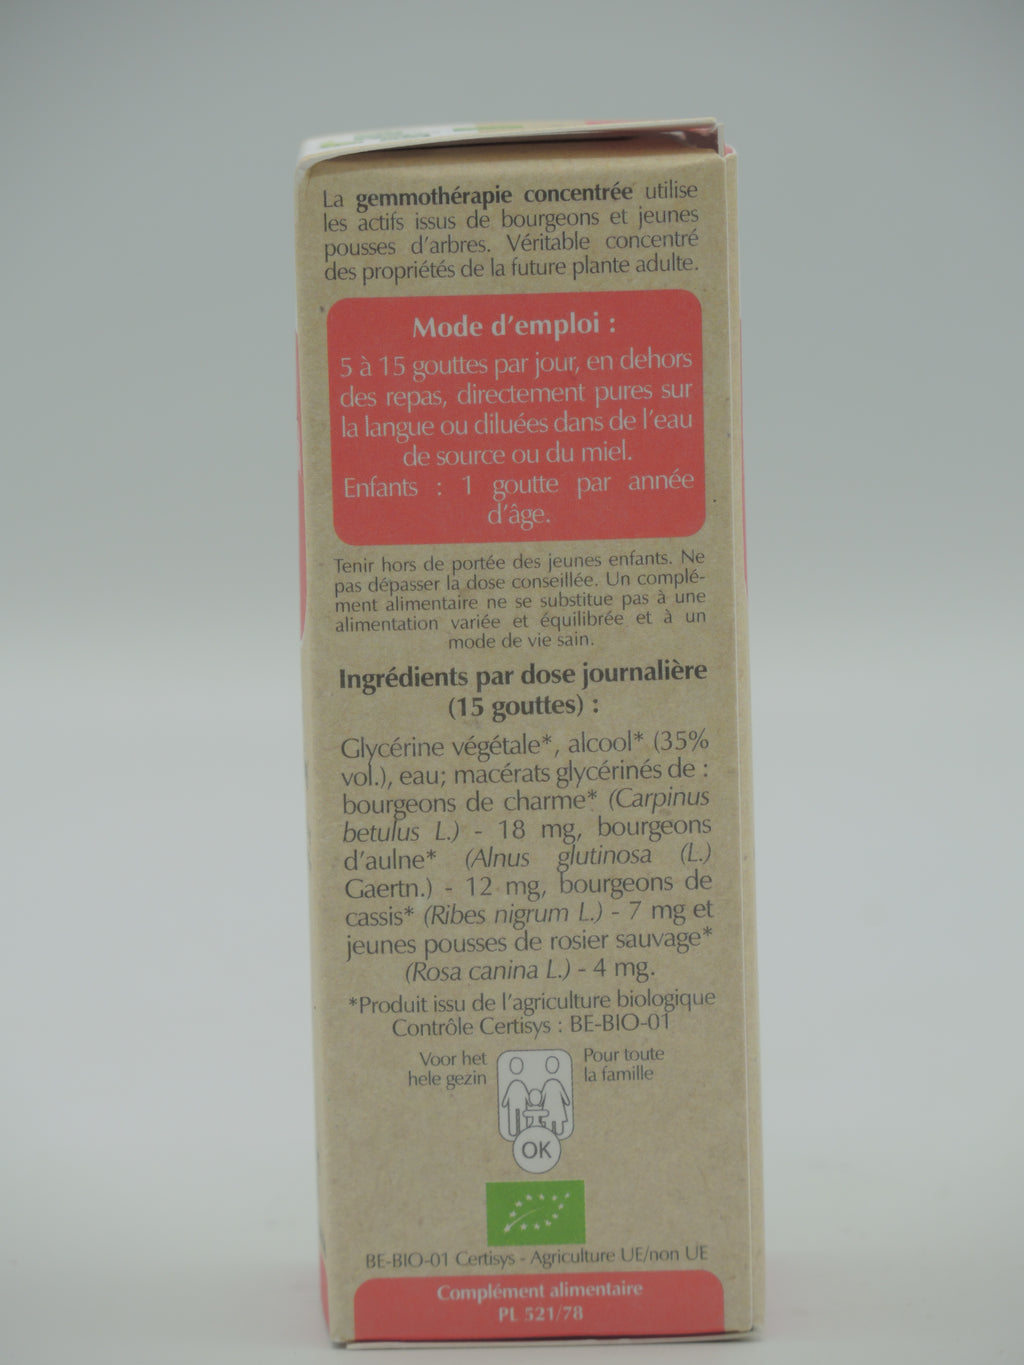 La gemmothérapie concentrée utilise
les actifs issus de bourgeons et jeunes
pousses d'arbres. Véritable concentré
des propriétés de la future plante adulte.
Mode d'emploi :
5 à 15 gouttes par jour, en dehors
des repas, directement pures sur
la langue ou diluées dans de l'eau
de source ou du miel.
Enfants : 1 goutte par année
d'âge.
Tenir hors de portée des jeunes enfants. Ne
pas dépasser la dose conseillée. Un complé-
ment alimentaire ne se substitue pas à une
alimentation variée et équilibrée et à un
mode de vie sain.
Ingrédients par dose journalière
(15 gouttes) :
Glycérine végétale*, alcool* (35%
vol.), eau; macérats glycérinés de :
bourgeons de charme* (Carpinus
betulus L.) - 18 mg, bourgeons
d'aulne* (Alnus glutinosa (L.)
Gaertn.) - 12 mg, bourgeons de
cassis* (Ribes nigrum L.) - 7 mg et
jeunes pousses de rosier sauvage*
(Rosa canina L.) - 4 mg.
*Produit issu de l'agriculture biologique
Contrôle Certisys : BE-BIO-01
Voor het
hele gezin
Pour toute
la famille
OK
BE-BIO-01 Certisys - Agriculture UE/non UE
Complément alimentaire
PL 521/78